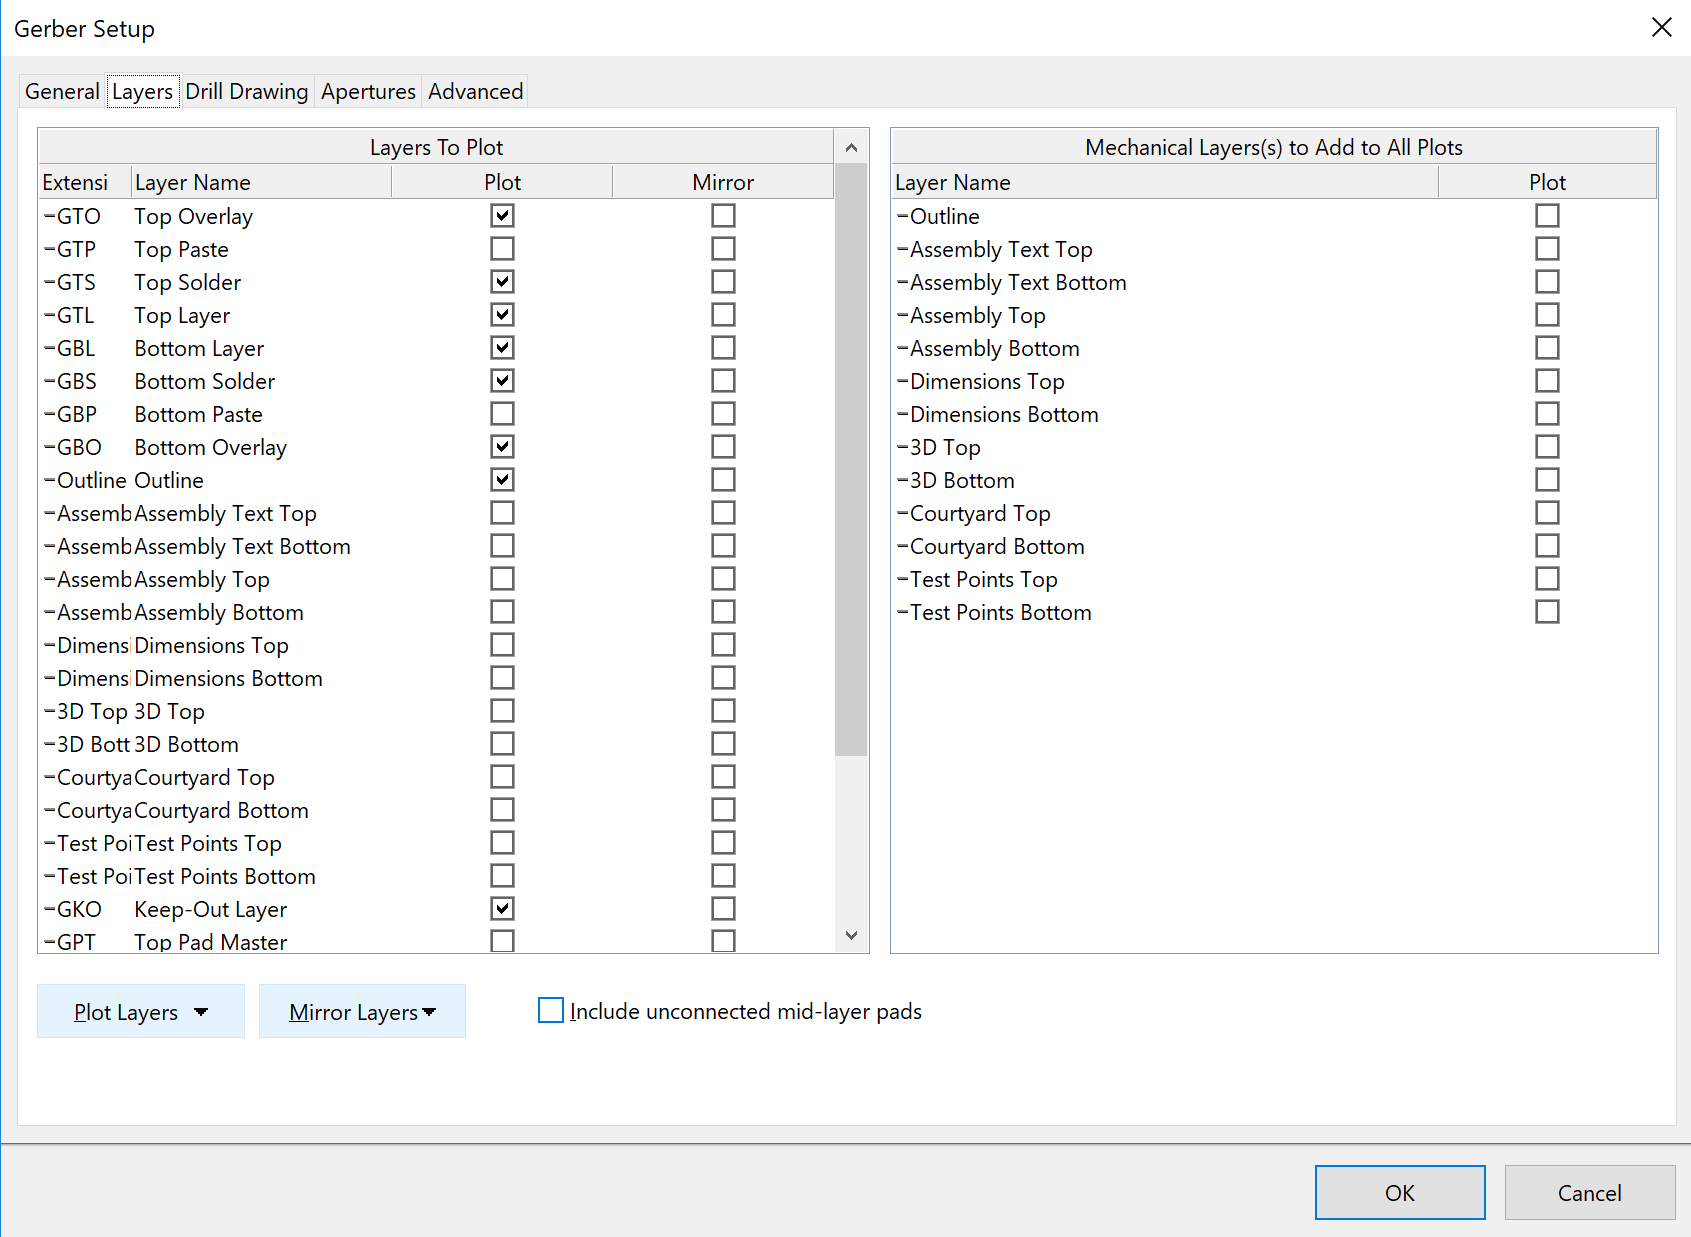 Gerber Setup
General Layers Drill Drawing Apertures Advanced
Layers To Plot
Extensi Layer Name Plot Mirror
GTO Top Overlay
GTP Top Paste
GTS Top Solder
GTL Top Layer
GBL Bottom Layer
GBS Bottom Solder
GBP Bottom Paste
GBO Bottom Overlay
Outline Outline
Assemb Assembly Text Top
Assemb Assembly Text Bottom
Assemb Assembly Top
Assemb Assembly Bottom
Dimensi Dimensions Top
Dimensi Dimensions Bottom
3D Top 3D Top
3D Bott 3D Bottom
Courtya Courtyard Top
Courtya Courtyard Bottom
Test Poi Test Points Top
Test Poi Test Points Bottom
GKO Keep-Out Layer
GPT Top Pad Master
Mechanical Layers(s) to Add to All Plots
Layer Name Plot
Outline
Assembly Text Top
Assembly Text Bottom
Assembly Top
Assembly Bottom
Dimensions Top
Dimensions Bottom
3D Top
3D Bottom
Courtyard Top
Courtyard Bottom
Test Points Top
Test Points Bottom
Plot Layers Mirror Layers Include unconnected mid-layer pads
OK Cancel